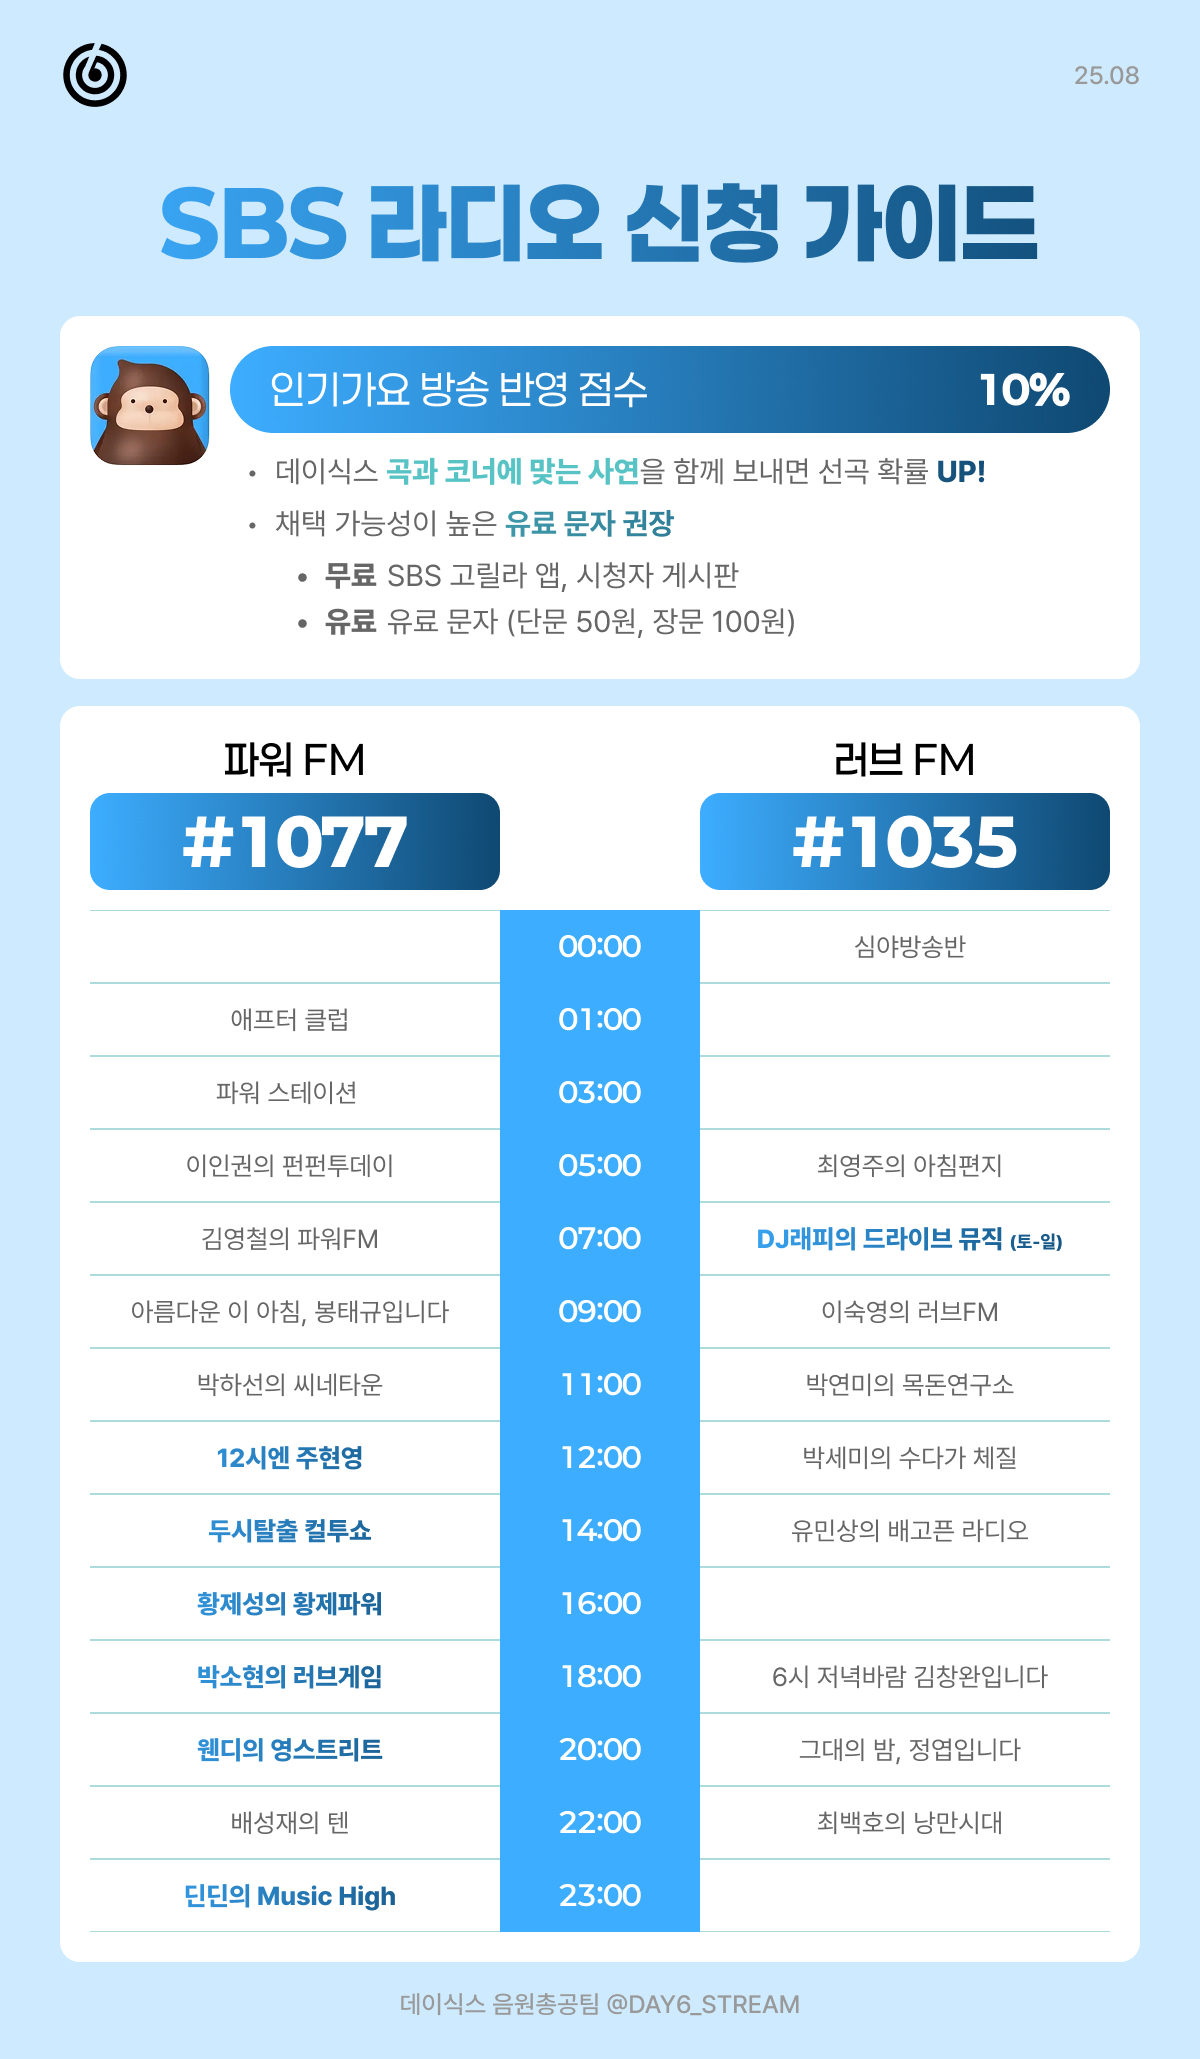 25.08
SBS 라디오 신청 가이드
인기가요 방송 반영 점수 10%
• 데이식스 곡과 코너에 맞는 사연을 함께 보내면 선곡 확률 UP!
• 채택 가능성이 높은 유료 문자 권장
• 무료 SBS 고릴라 앱, 시청자 게시판
• 유료 유료 문자 (단문 50원, 장문 100원)
파워 FM 러브 FM
#1077 #1035
00:00 심야방송반
애프터 클럽 01:00
파워 스테이션 03:00
이인권의 펀펀투데이 05:00 최영주의 아침편지
김영철의 파워FM 07:00 DJ래피의 드라이브 뮤직 (토-일)
아름다운 이 아침, 봉태규입니다 09:00 이숙영의 러브FM
박하선의 씨네타운 11:00 박연미의 목돈연구소
12시엔 주현영 12:00 박세미의 수다가 체질
두시탈출 컬투쇼 14:00 유민상의 배고픈 라디오
황제성의 황제파워 16:00
박소현의 러브게임 18:00 6시 저녁바람 김창완입니다
웬디의 영스트리트 20:00 그대의 밤, 정엽입니다
배성재의 텐 22:00 최백호의 낭만시대
딘딘의 Music High 23:00
데이식스 음원총공팀 @DAY6_STREAM